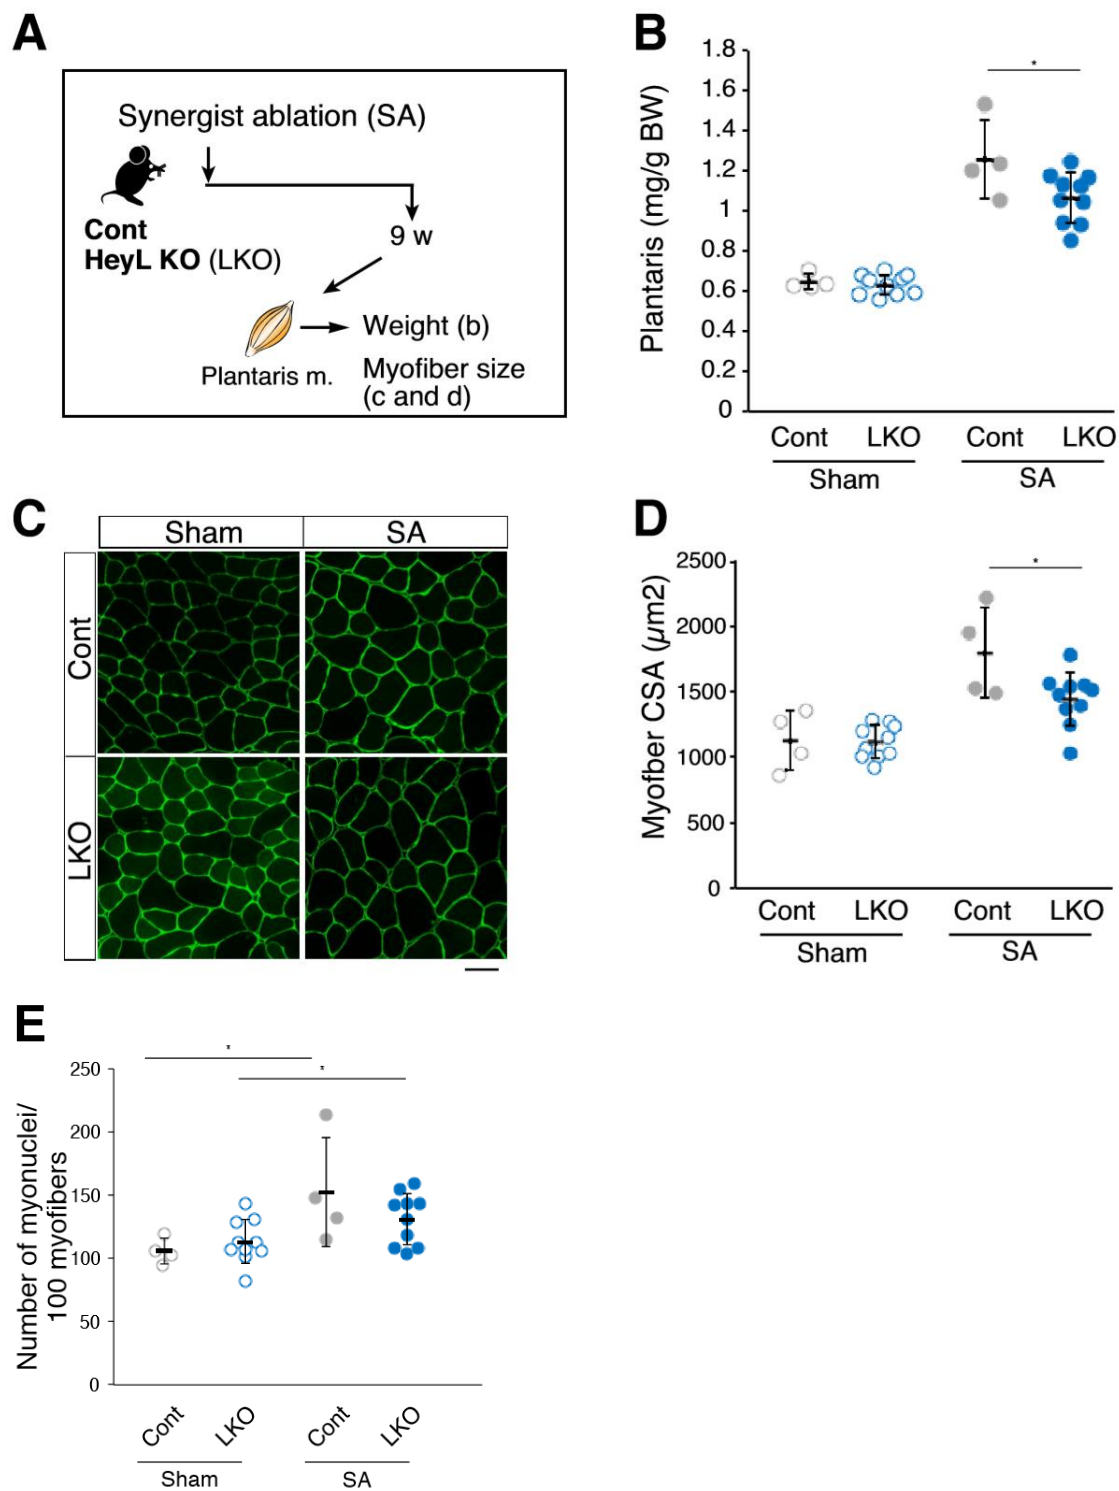 A
Synergist ablation (SA)
Cont
HeyL KO (LKO)
9 w
Weight (b)
Plantaris m.
Myofiber size
(c and d)
B
Plantaris (mg/g BW)
1.8
1.6
1.4
1.2
1
0.8
0.6
0.4
0.2
0
*
Cont LKO Cont LKO
Sham SA
C
Sham SA
Cont
LKO
D
Myofiber CSA (µm2)
2500
2000
1500
1000
500
0
*
Cont LKO Cont LKO
Sham SA
E
Number of myonuclei/
100 myofibers
250
200
150
100
50
0
*
*
Cont LKO Cont LKO
Sham SA